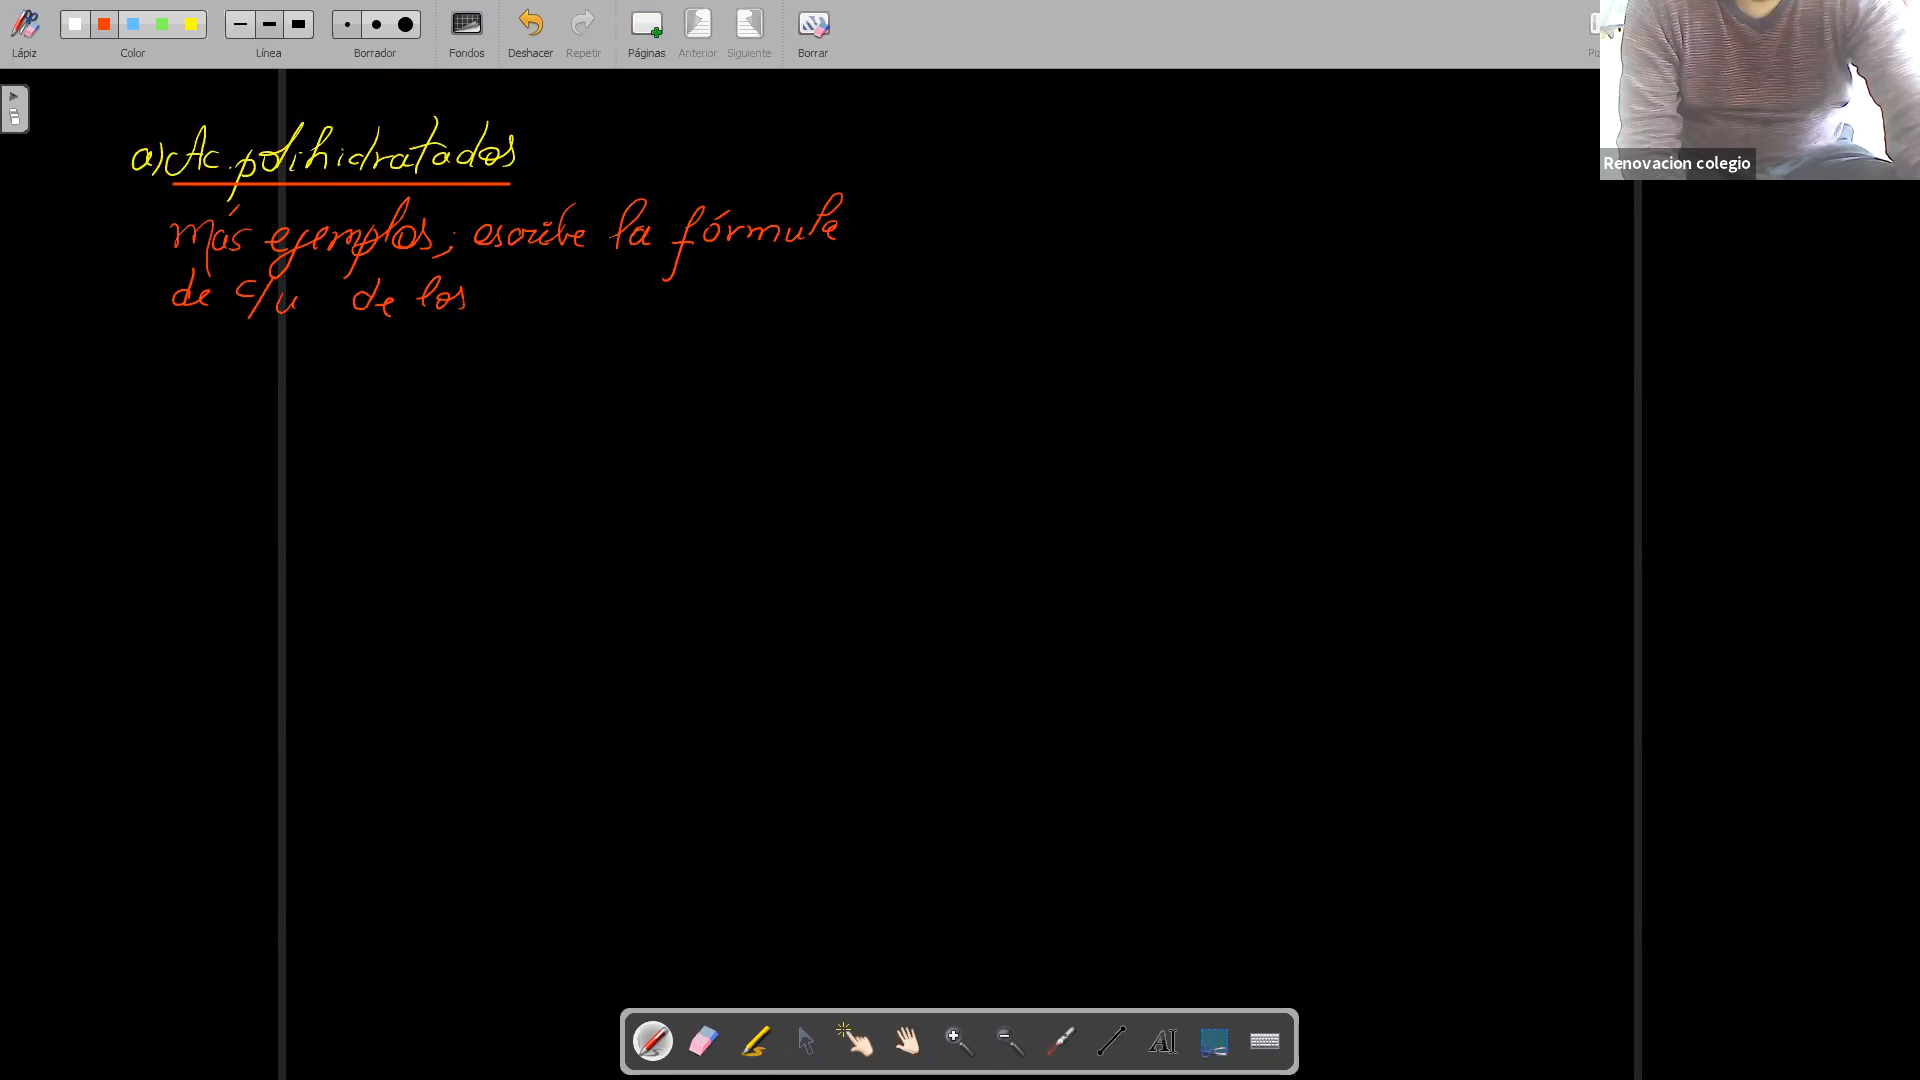 Lápiz Color Línea Borrador Fondos Deshacer Repetir Páginas Anterior Siguiente Borrar
Renovacion colegio
a) Ac. polihidratados
más ejemplos; escribe la fórmula
de c/u de los